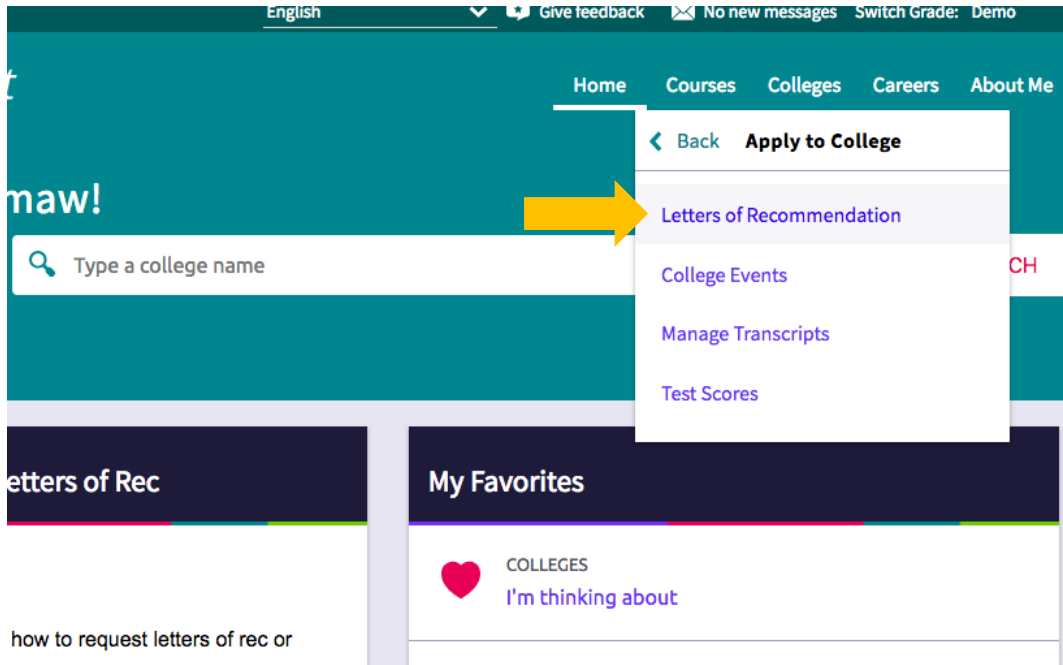 English Give feedback No new messages Switch Grade: Demo
t
Home Courses Colleges Careers About Me
Back Apply to College
maw!
Letters of Recommendation
Type a college name
CH
College Events
Manage Transcripts
Test Scores
etters of Rec
My Favorites
COLLEGES
I'm thinking about
how to request letters of rec or